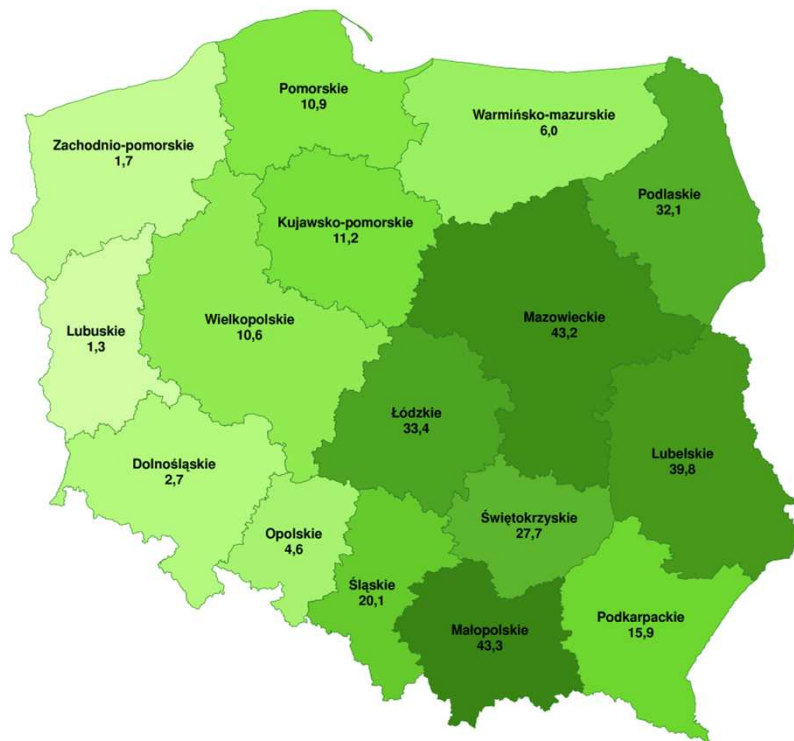 Pomorskie
10,9
Warmińsko-mazurskie
6,0
Zachodnio-pomorskie
1,7
Podlaskie
32,1
Kujawsko-pomorskie
11,2
Mazowieckie
43,2
Wielkopolskie
10,6
Lubuskie
1,3
Łódzkie
33,4
Lubelskie
39,8
Dolnośląskie
2,7
Świętokrzyskie
27,7
Opolskie
4,6
Śląskie
20,1
Podkarpackie
15,9
Małopolskie
43,3